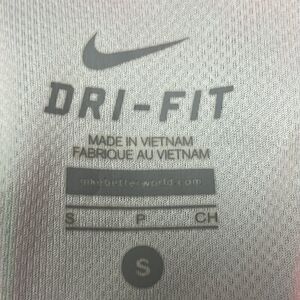 DRI-FIT
MADE IN VIETNAM
FABRIQUE AU VIETNAM
nikebetterworld.com
S P CH
S